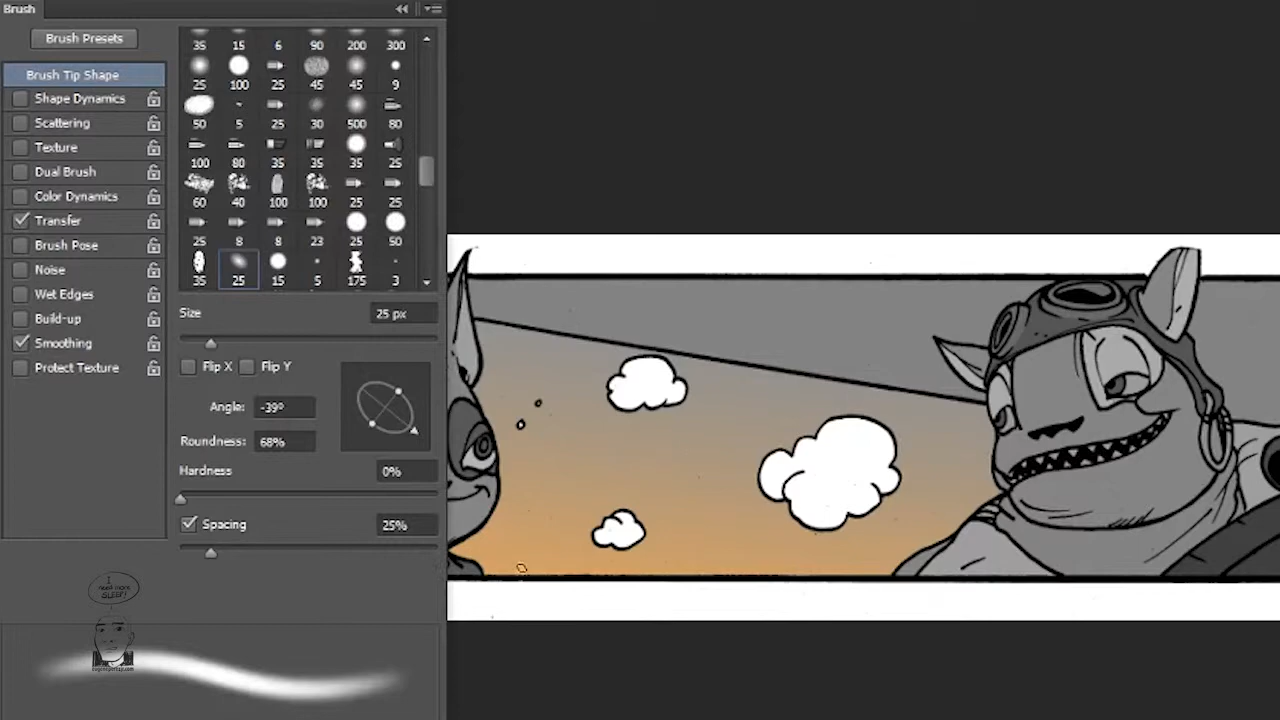 Brush
Brush Presets
Brush Tip Shape
Shape Dynamics
Scattering
Texture
Dual Brush
Color Dynamics
Transfer
Brush Pose
Noise
Wet Edges
Build-up
Smoothing
Protect Texture
35 15 6 90 200 300
25 100 25 45 45 9
50 5 25 30 500 80
100 80 35 35 35 25
60 40 100 100 25 25
25 8 8 23 25 50
35 25 15 5 175 3
Size 25 px
Flip X Flip Y
Angle: -39º
Roundness: 68%
Hardness 0%
Spacing 25%
I
need more
SLEEP!